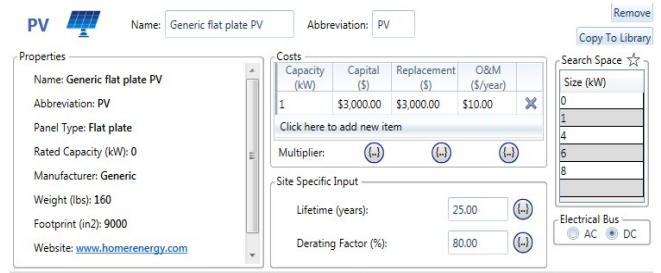 PV
Name: Generic flat plate PV
Abbreviation: PV
Remove
Copy To Library
Properties
Name: Generic flat plate PV
Abbreviation: PV
Panel Type: Flat plate
Rated Capacity (kW): 0
Manufacturer: Generic
Weight (lbs): 160
Footprint (in2): 9000
Website: www.homerenergy.com
Costs
Capacity (kW) Capital ($) Replacement ($) O&M ($/year)
1 $3,000.00 $3,000.00 $10.00
Click here to add new item
Multiplier: {..} {..} {..}
Site Specific Input
Lifetime (years): 25.00 {..}
Derating Factor (%): 80.00 {..}
Search Space
Size (kW)
0
1
4
6
8
Electrical Bus
AC DC